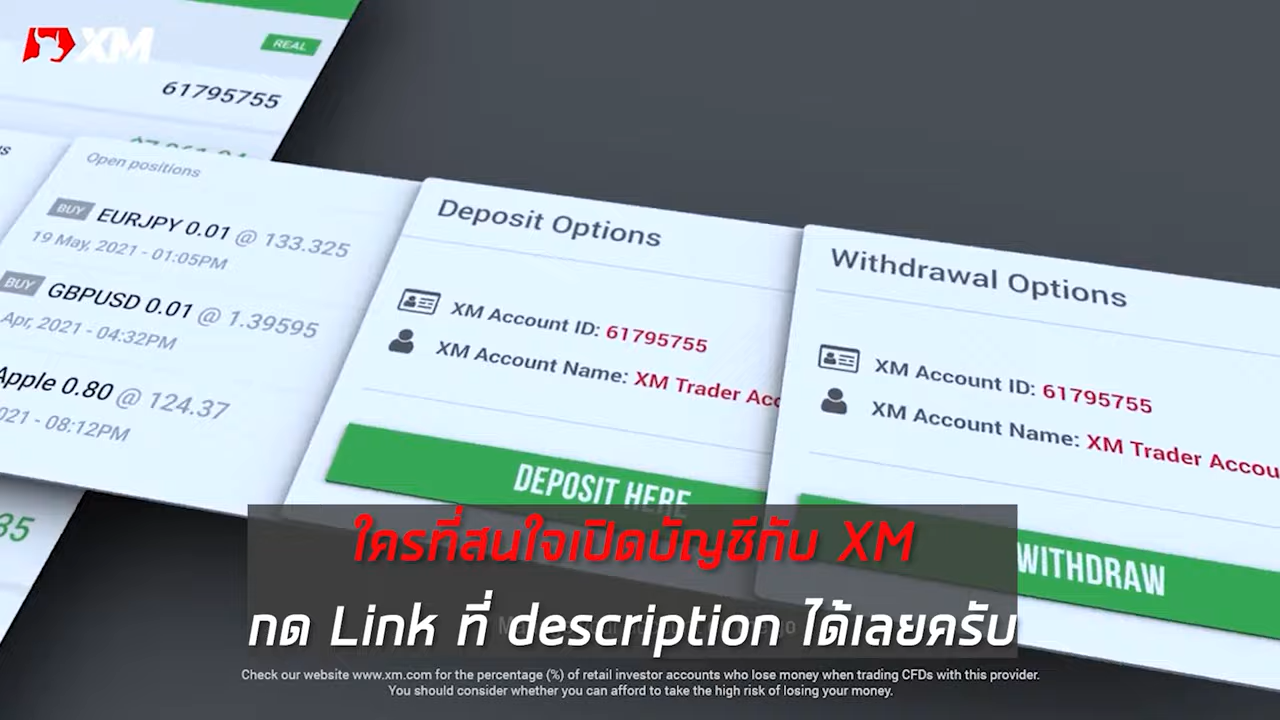 XM
REAL
61795755
Open positions
BUY EURJPY 0.01 @ 133.325
19 May, 2021 - 01:05PM
BUY GBPUSD 0.01 @ 1.39595
Apr, 2021 - 04:32PM
Apple 0.80 @ 124.37
021 - 08:12PM
Deposit Options
XM Account ID: 61795755
XM Account Name: XM Trader
DEPOSIT HERE
Withdrawal Options
XM Account ID: 61795755
XM Account Name: XM Trader
WITHDRAW
ใครที่สนใจเปิดบัญชีกับ XM
กด Link ที่ description ได้เลยครับ
Check our website www.xm.com for the percentage (%) of retail investor accounts who lose money when trading CFDs with this provider.
You should consider whether you can afford to take the high risk of losing your money.